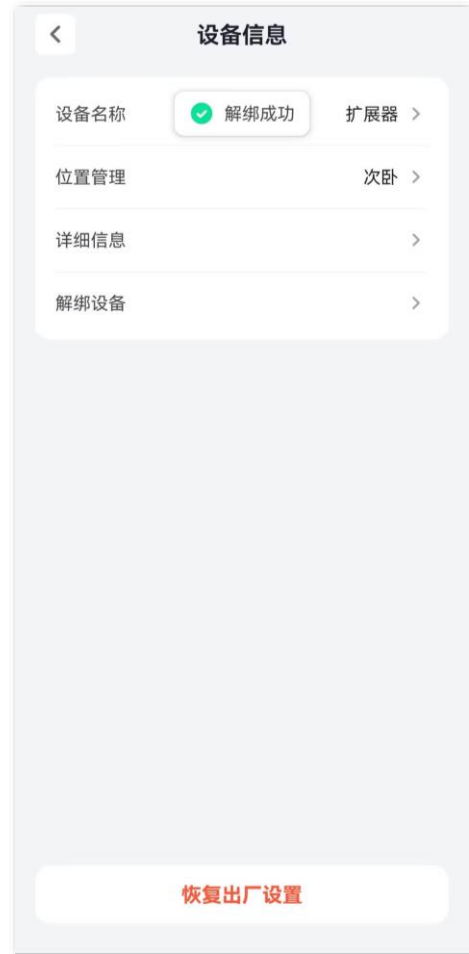 设备信息
设备名称 解绑成功 扩展器
位置管理 次卧
详细信息
解绑设备
恢复出厂设置